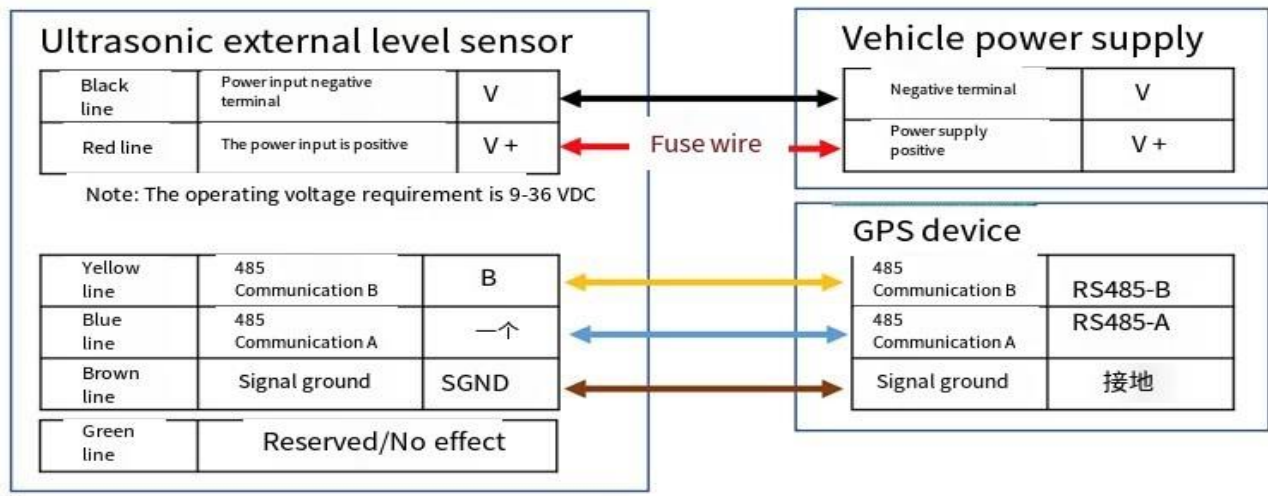 Ultrasonic external level sensor
Black
line
Power input negative
terminal
V
Red line
The power input is positive
V +
Note: The operating voltage requirement is 9-36 VDC
Yellow
line
485
Communication B
B
Blue
line
485
Communication A
一个
Brown
line
Signal ground
SGND
Green
line
Reserved/No effect
Fuse wire
Vehicle power supply
Negative terminal
V
Power supply
positive
V +
GPS device
485
Communication B
RS485-B
485
Communication A
RS485-A
Signal ground
接地